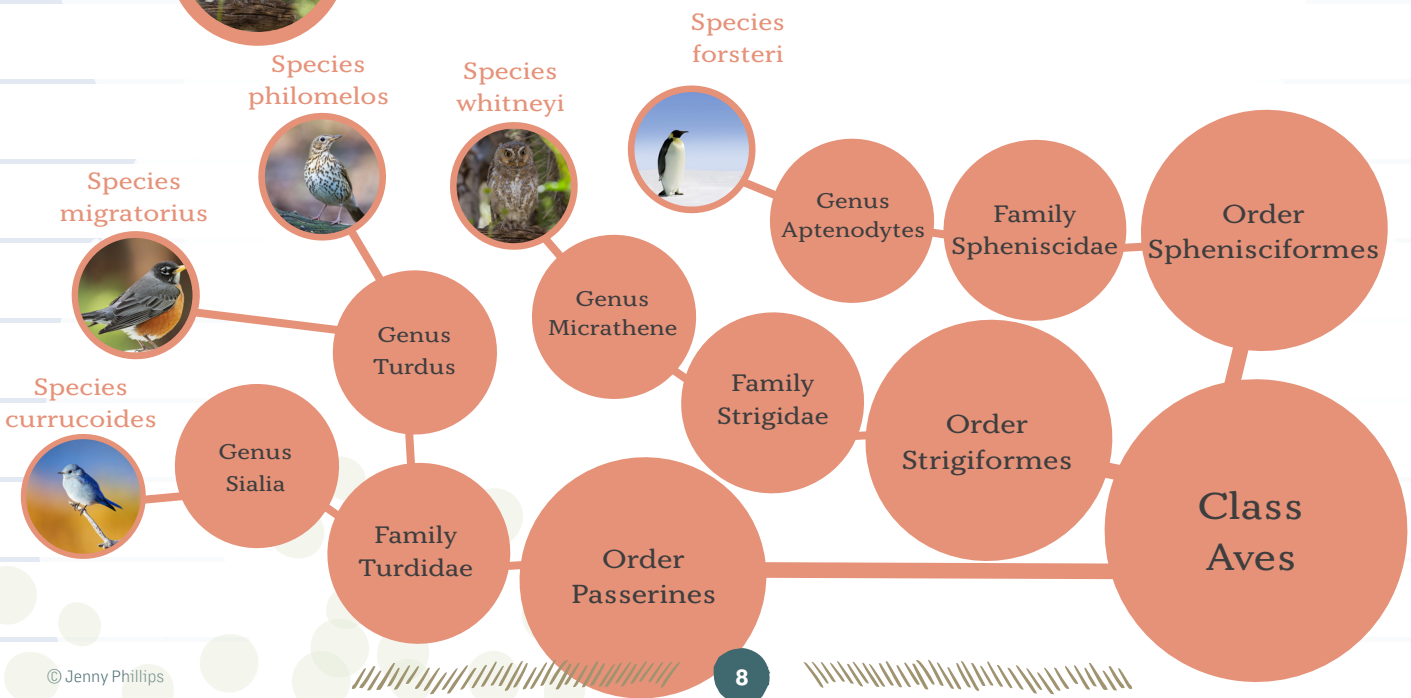 Species
forsteri
Species
philomelos
Species
whitneyi
Species
migratorius
Genus
Aptenodytes
Family
Spheniscidae
Order
Sphenisciformes
Genus
Micrathene
Genus
Turdus
Species
currucoides
Family
Strigidae
Order
Strigiformes
Genus
Sialia
Class
Aves
Family
Turdidae
Order
Passerines
© Jenny Phillips
8